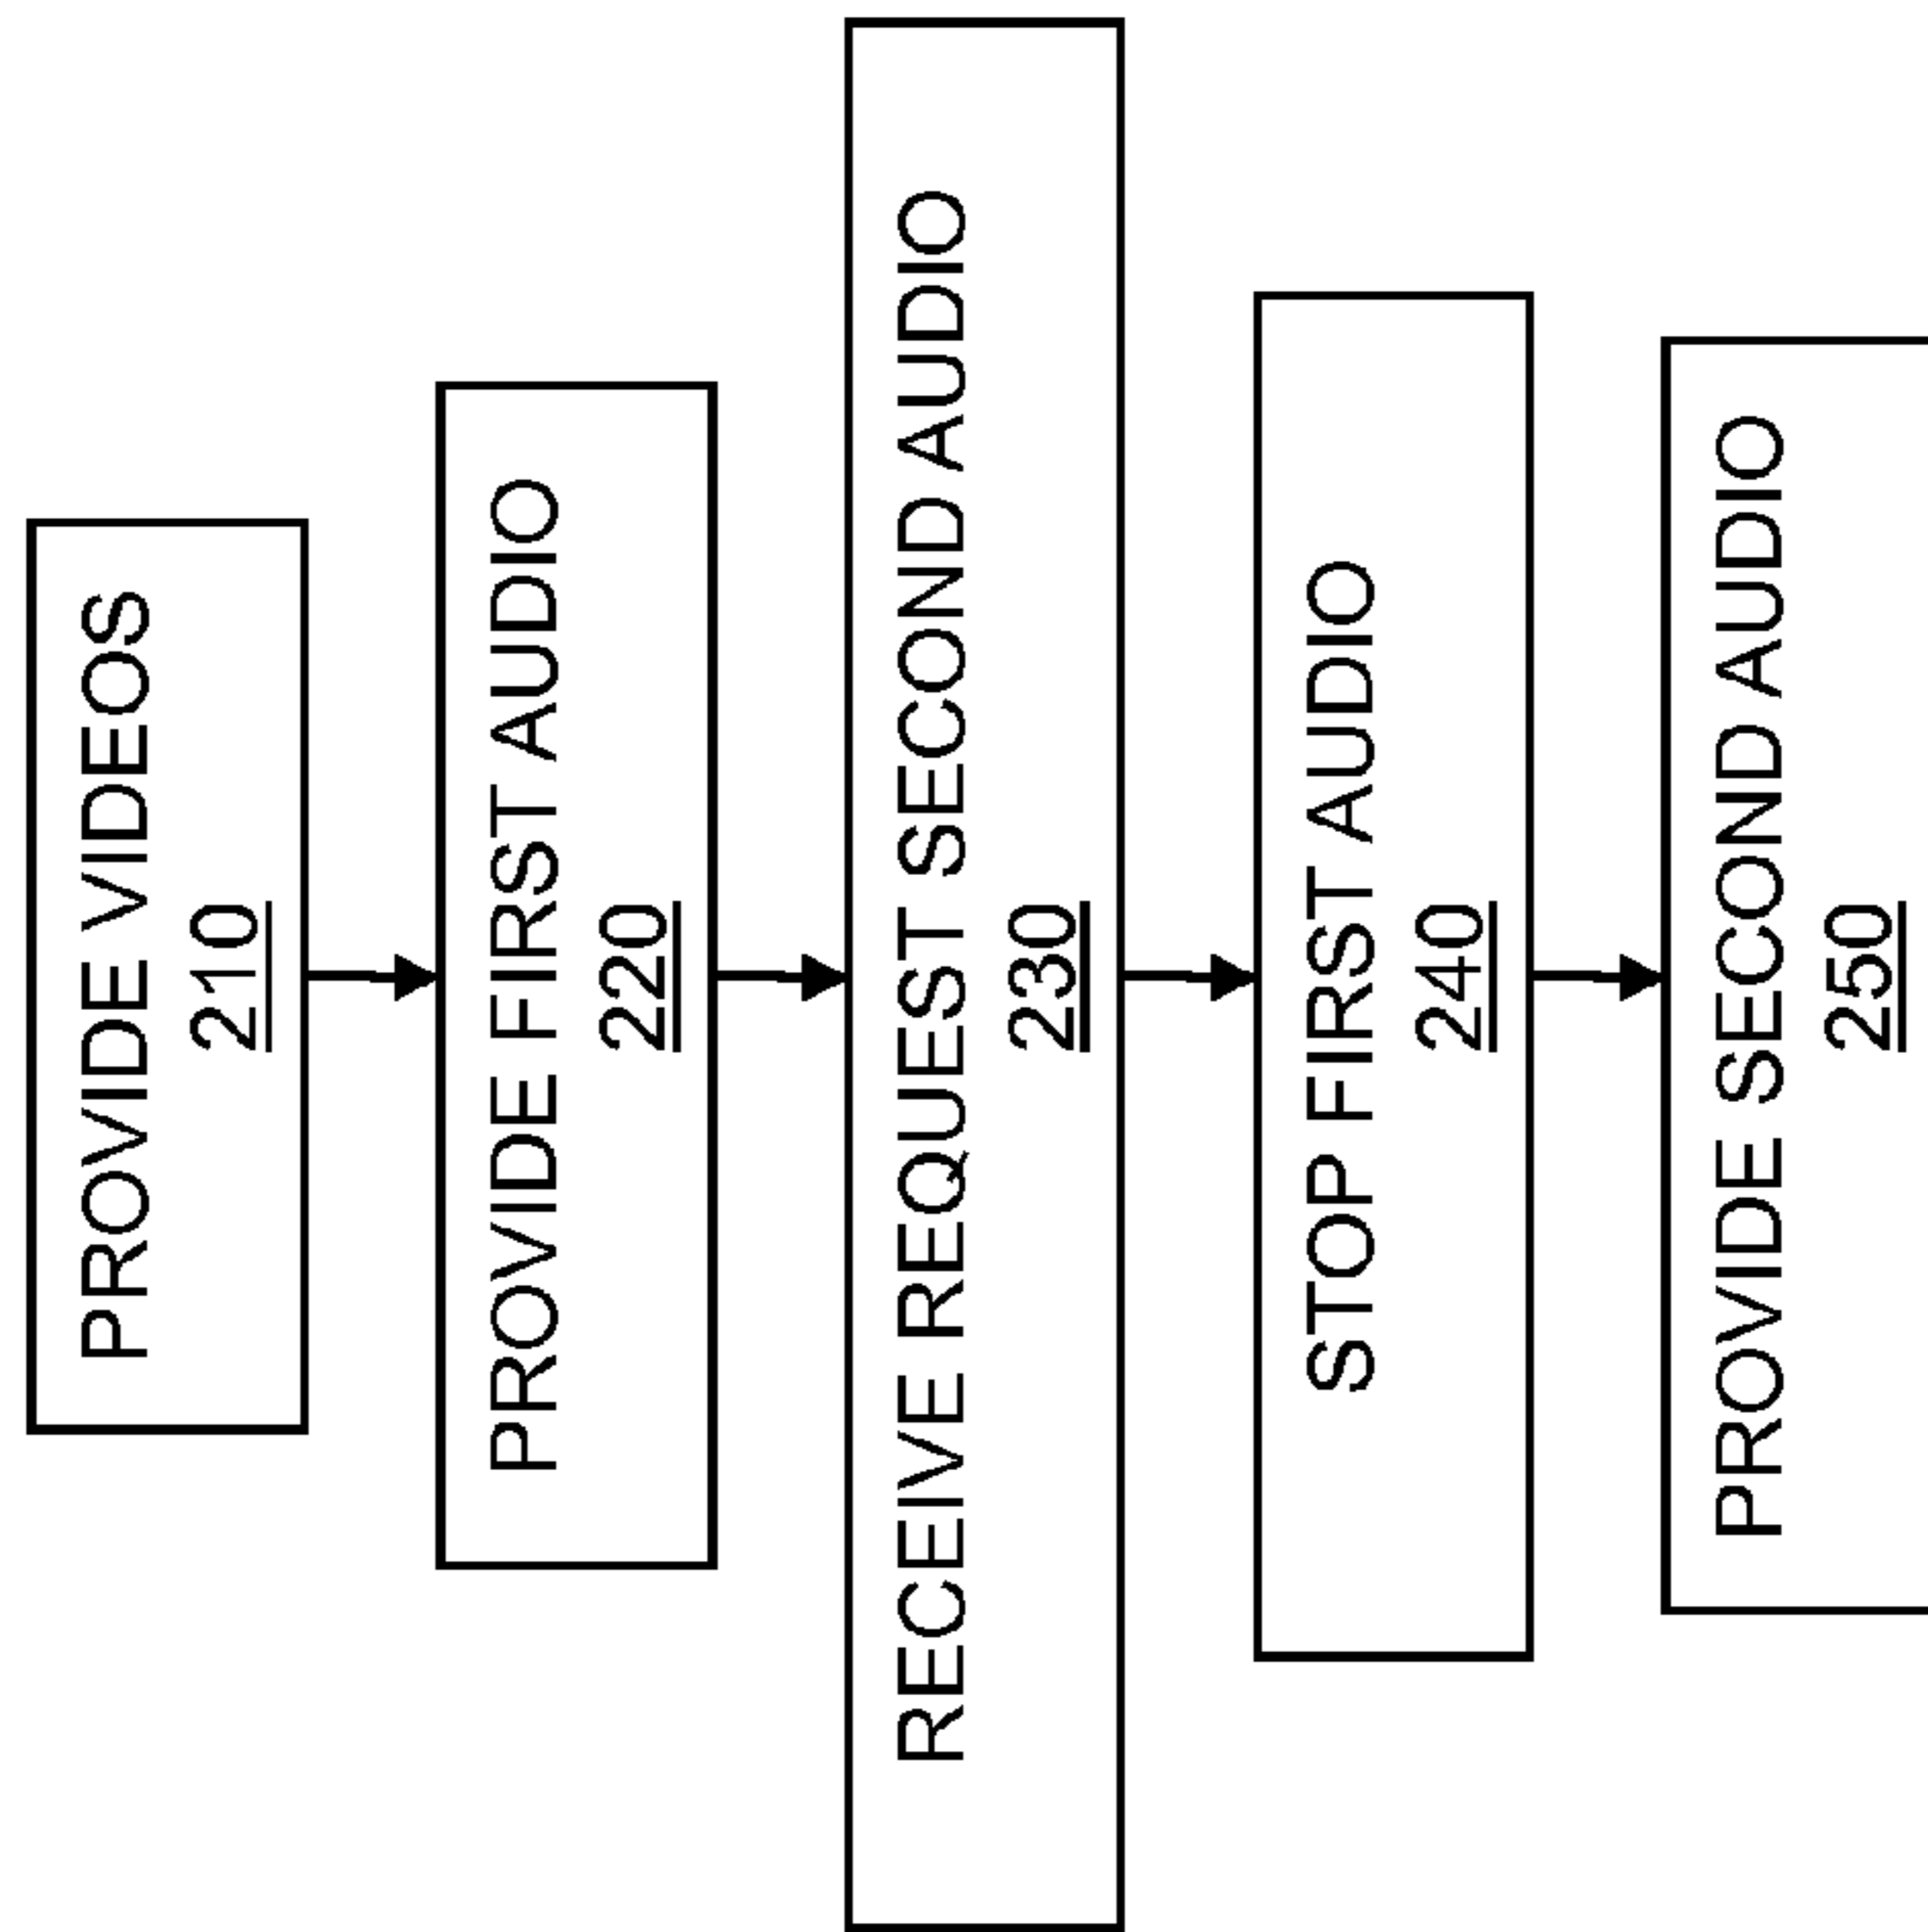 PROVIDE VIDEOS
210
PROVIDE FIRST AUDIO
220
RECEIVE REQUEST SECOND AUDIO
230
STOP FIRST AUDIO
240
PROVIDE SECOND AUDIO
250